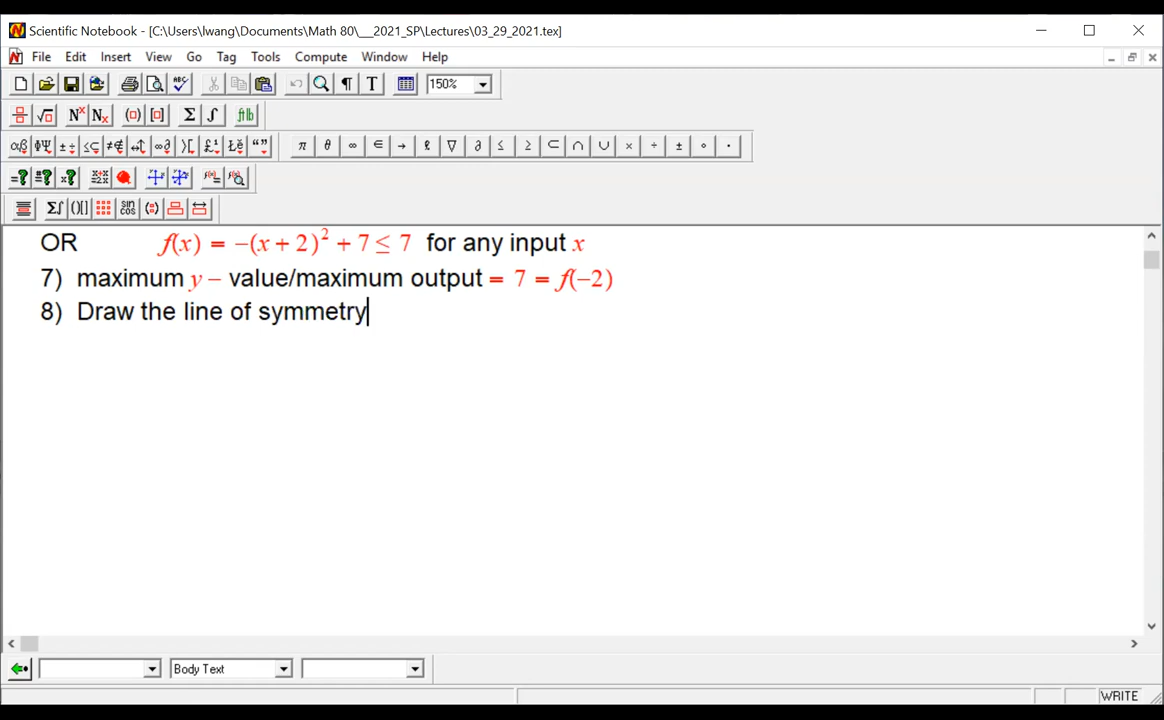 Scientific Notebook - [C:\Users\lwang\Documents\Math 80\__2021_SP\Lectures\03_29_2021.tex]
File Edit Insert View Go Tag Tools Compute Window Help
150%
π θ ∞ ∈ → ℓ ∇ ∂ ≤ ≥ ⊂ ∩ ∪ × ÷ ± ∘ ·
OR f(x) = −(x + 2)² + 7 ≤ 7 for any input x
7) maximum y − value/maximum output = 7 = f(−2)
8) Draw the line of symmetry
Body Text
WRITE